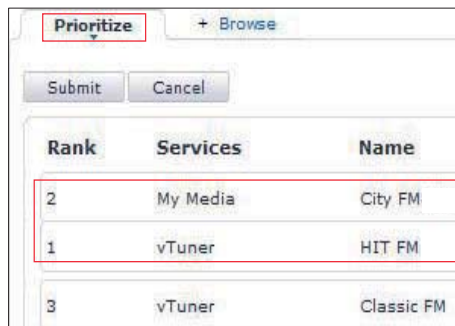 Prioritize + Browse
Submit Cancel
Rank Services Name
2 My Media City FM
1 vTuner HIT FM
3 vTuner Classic FM